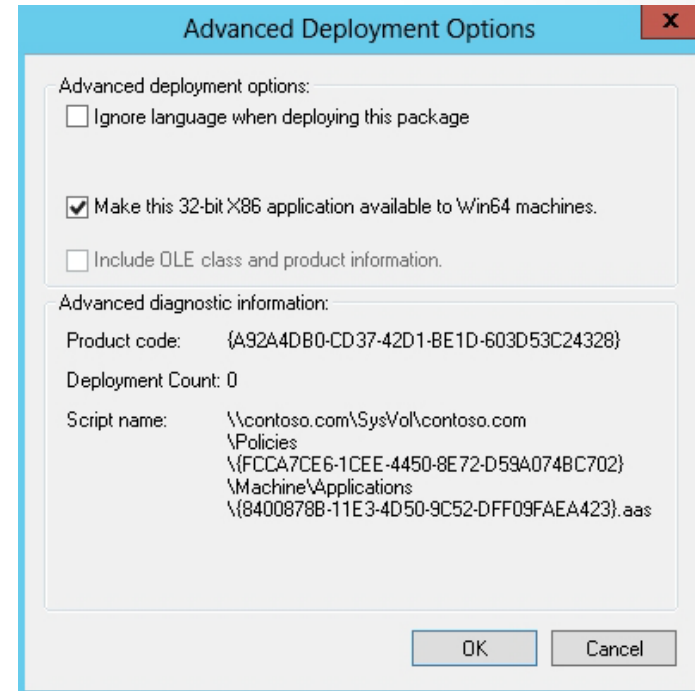 Advanced Deployment Options
x
Advanced deployment options:
Ignore language when deploying this package
Make this 32-bit X86 application available to Win64 machines.
Include OLE class and product information.
Advanced diagnostic information:
Product code: {A92A4DB0-CD37-42D1-BE1D-603D53C24328}
Deployment Count: 0
Script name: \\contoso.com\SysVol\contoso.com
\Policies
\{FCCA7CE6-1CEE-4450-8E72-D59A074BC702}
\Machine\Applications
\{8400878B-11E3-4D50-9C52-DFF09FAEA423}.aas
OK Cancel